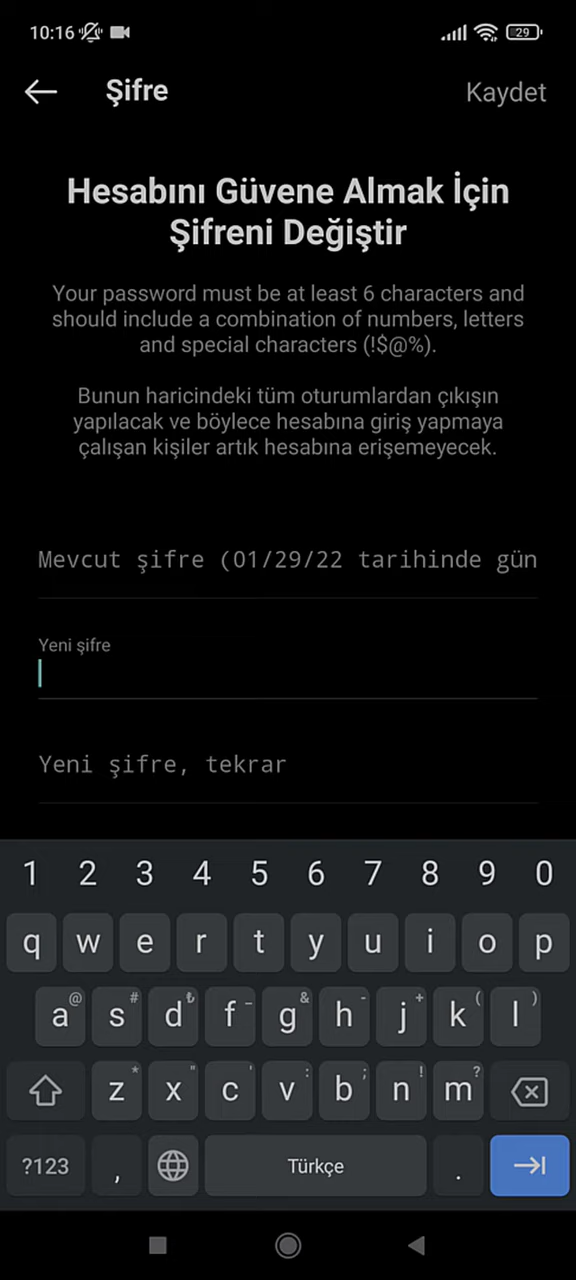 10:16
29
Şifre
Kaydet
Hesabını Güvene Almak İçin
Şifreni Değiştir
Your password must be at least 6 characters and
should include a combination of numbers, letters
and special characters (!$@%).
Bunun haricindeki tüm oturumlardan çıkışın
yapılacak ve böylece hesabına giriş yapmaya
çalışan kişiler artık hesabına erişemeyecek.
Mevcut şifre (01/29/22 tarihinde gün
Yeni şifre
Yeni şifre, tekrar
1 2 3 4 5 6 7 8 9 0
q w e r t y u i o p
@ # ₺ _ & - + ( )
a s d f g h j k l
* " ' : ; ! ?
z x c v b n m
?123 , Türkçe .